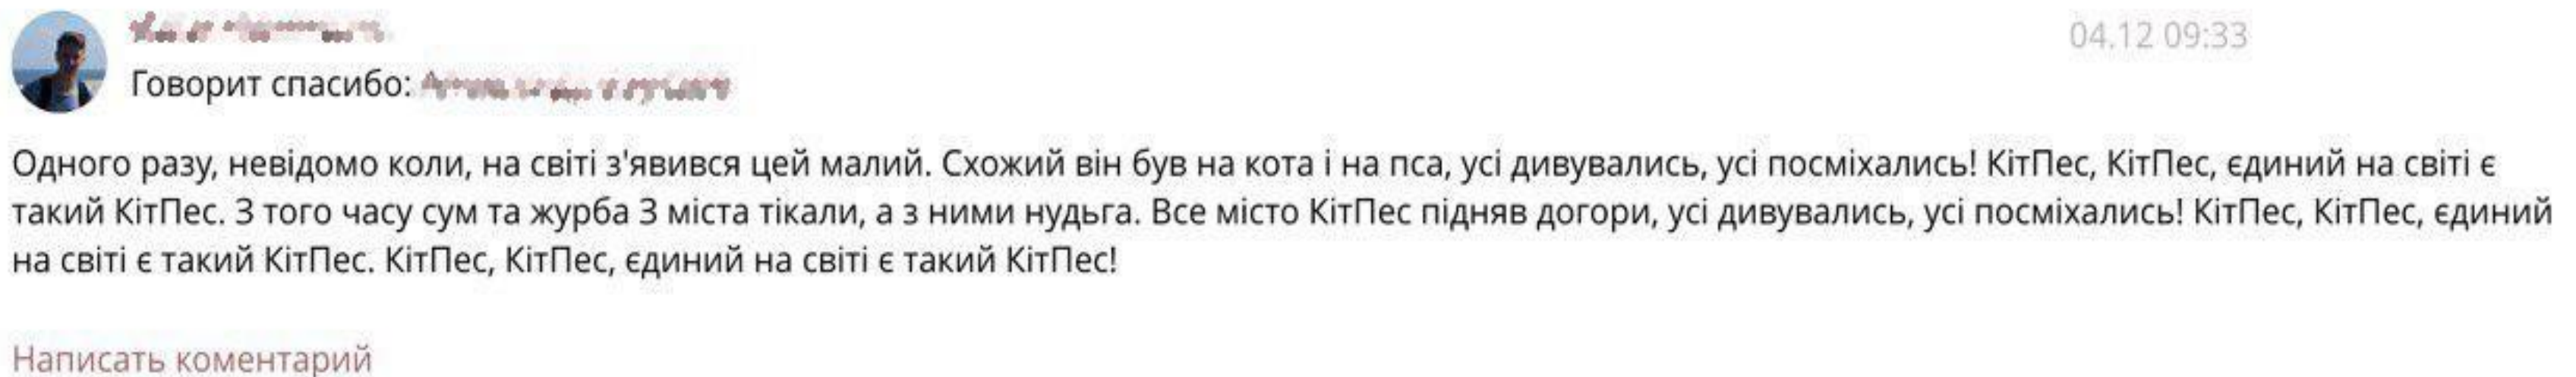 04.12 09:33
Говорит спасибо:
Одного разу, невідомо коли, на світі з'явився цей малий. Схожий він був на кота і на пса, усі дивувались, усі посміхались! КітПес, КітПес, єдиний на світі є
такий КітПес. З того часу сум та журба З міста тікали, а з ними нудьга. Все місто КітПес підняв догори, усі дивувались, усі посміхались! КітПес, КітПес, єдиний
на світі є такий КітПес. КітПес, КітПес, єдиний на світі є такий КітПес!
Написать коментарий